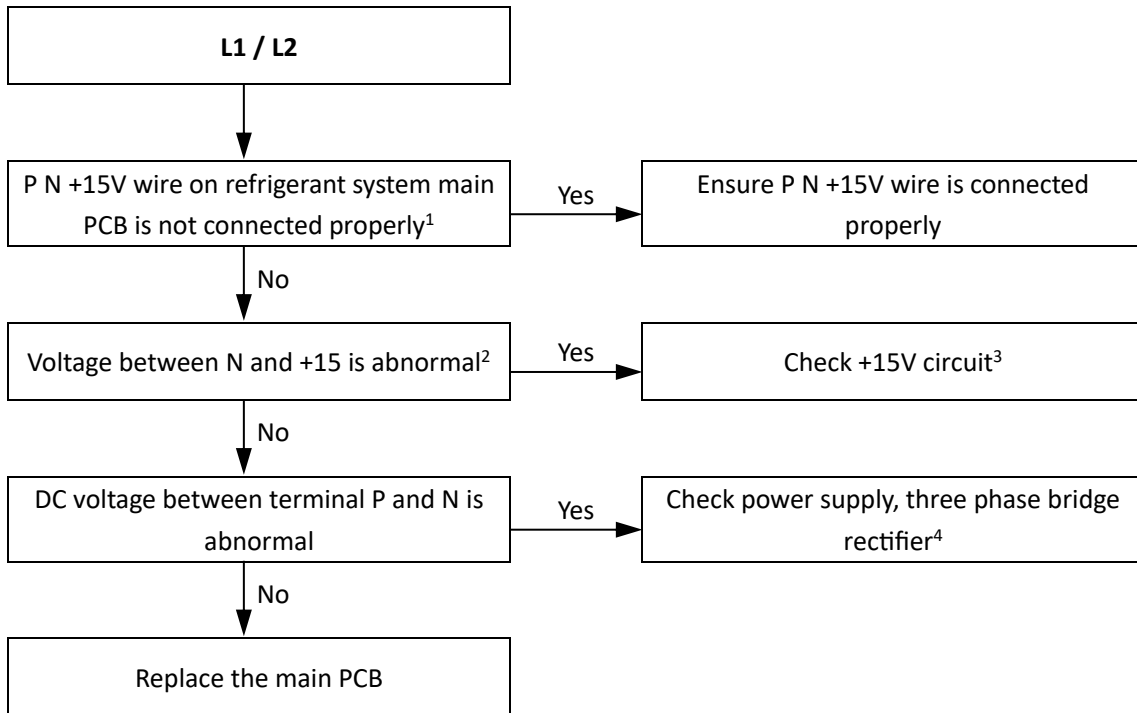 L1 / L2
P N +15V wire on refrigerant system main
PCB is not connected properly¹
Yes
Ensure P N +15V wire is connected
properly
No
Voltage between N and +15 is abnormal²
Yes
Check +15V circuit³
No
DC voltage between terminal P and N is
abnormal
Yes
Check power supply, three phase bridge
rectifier⁴
No
Replace the main PCB